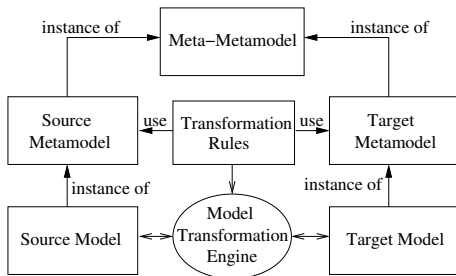 instance of
Meta-Metamodel
instance of
Source
Metamodel
use
Transformation
Rules
use
Target
Metamodel
instance of
instance of
Source Model
Model
Transformation
Engine
Target Model